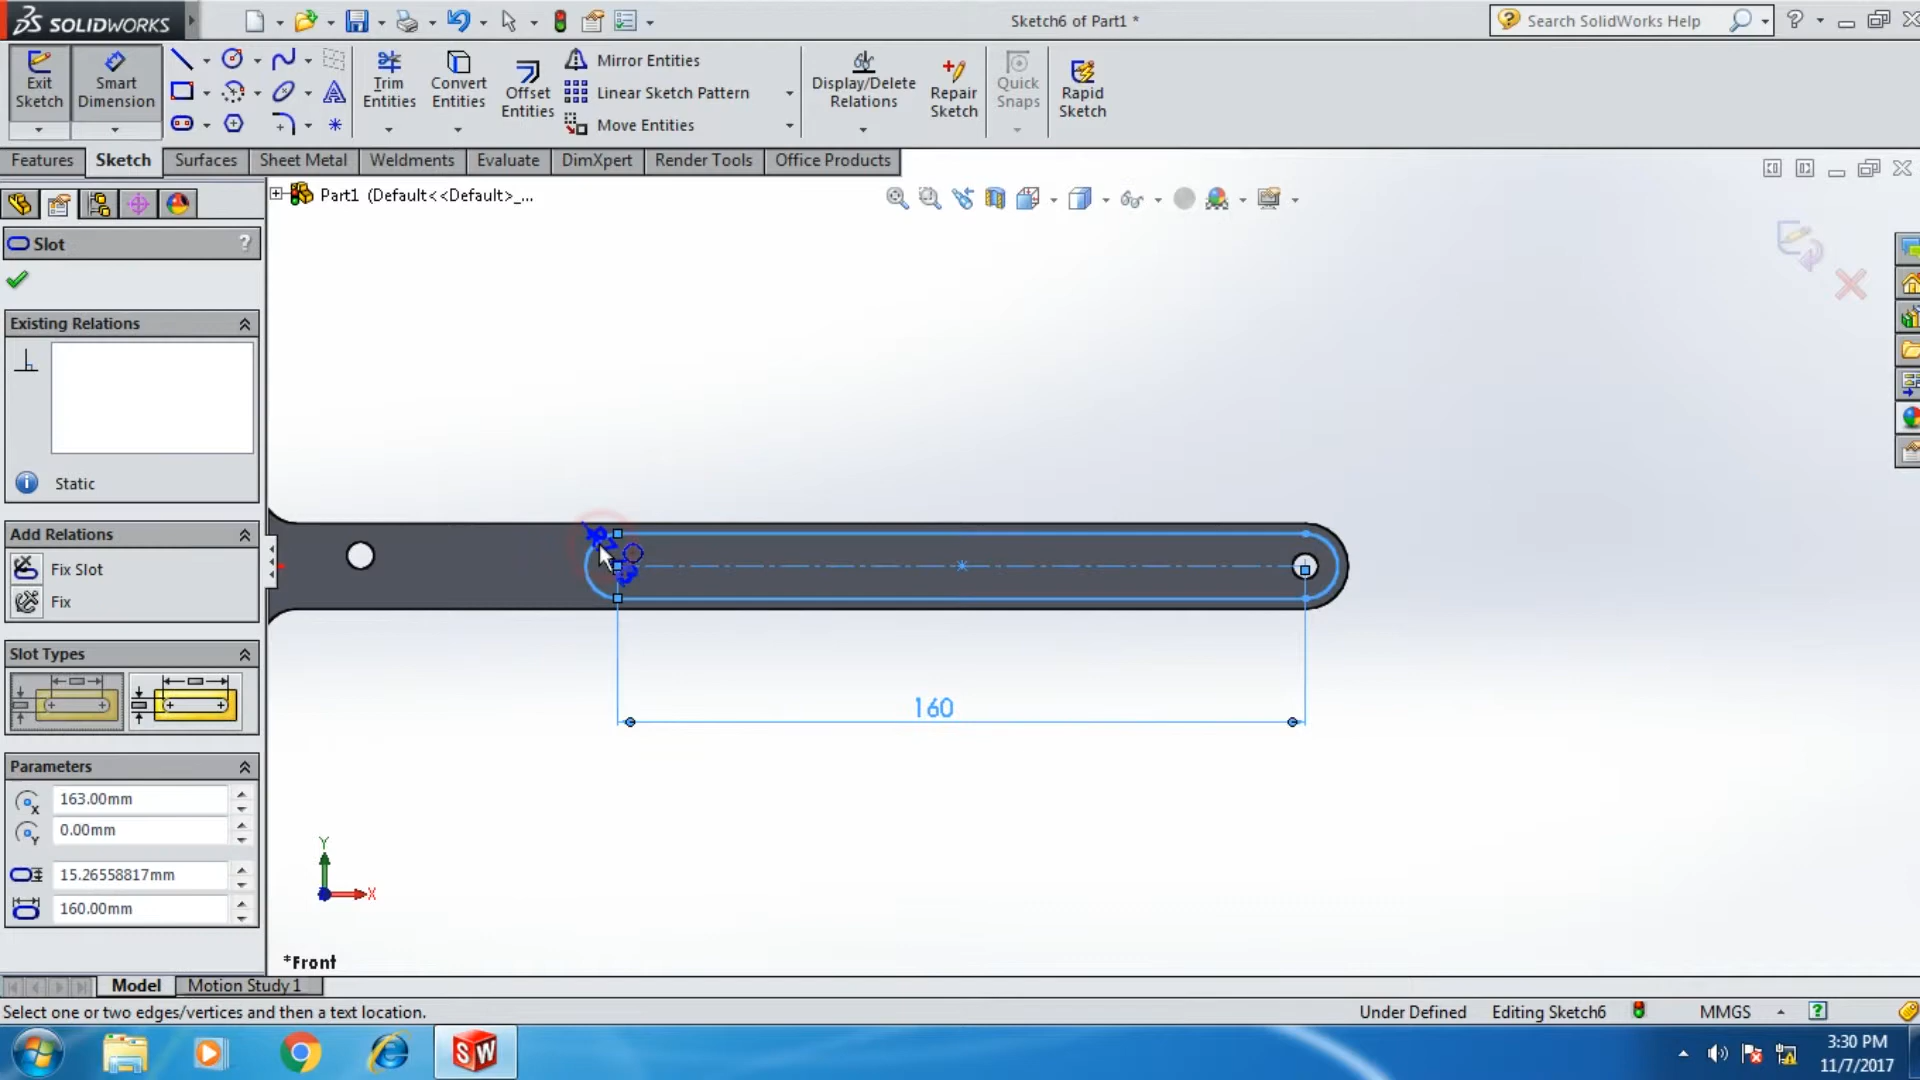 SOLIDWORKS
Sketch6 of Part1 *
Search SolidWorks Help
Exit Sketch
Smart Dimension
Trim Entities
Convert Entities
Offset Entities
Mirror Entities
Linear Sketch Pattern
Move Entities
Display/Delete Relations
Repair Sketch
Quick Snaps
Rapid Sketch
Features
Sketch
Surfaces
Sheet Metal
Weldments
Evaluate
DimXpert
Render Tools
Office Products
Part1 (Default<<Default>_...
Slot
?
Existing Relations
Static
Add Relations
Fix Slot
Fix
Slot Types
Parameters
163.00mm
0.00mm
15.26558817mm
160.00mm
160
Y
X
*Front
Model
Motion Study 1
Select one or two edges/vertices and then a text location.
Under Defined
Editing Sketch6
MMGS
?
SW
3:30 PM
11/7/2017